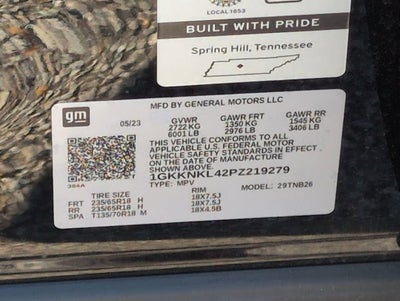 LOCAL 1853
BUILT WITH PRIDE
Spring Hill, Tennessee
gm
MFD BY GENERAL MOTORS LLC
05/23 GVWR GAWR FRT GAWR RR
2722 KG 1350 KG 1545 KG
6001 LB 2976 LB 3406 LB
THIS VEHICLE CONFORMS TO ALL
APPLICABLE U.S. FEDERAL MOTOR
VEHICLE SAFETY STANDARDS IN EFFECT
ON THE DATE OF MANUFACTURE
SHOWN ABOVE.
1GKKNKL42PZ219279
384A TYPE: MPV MODEL: 29TNB26
TIRE SIZE RIM
FRT 235/65R18 H 18X7.5J
RR 235/65R18 H 18X7.5J
SPA T135/70R18 M 18X4.5B